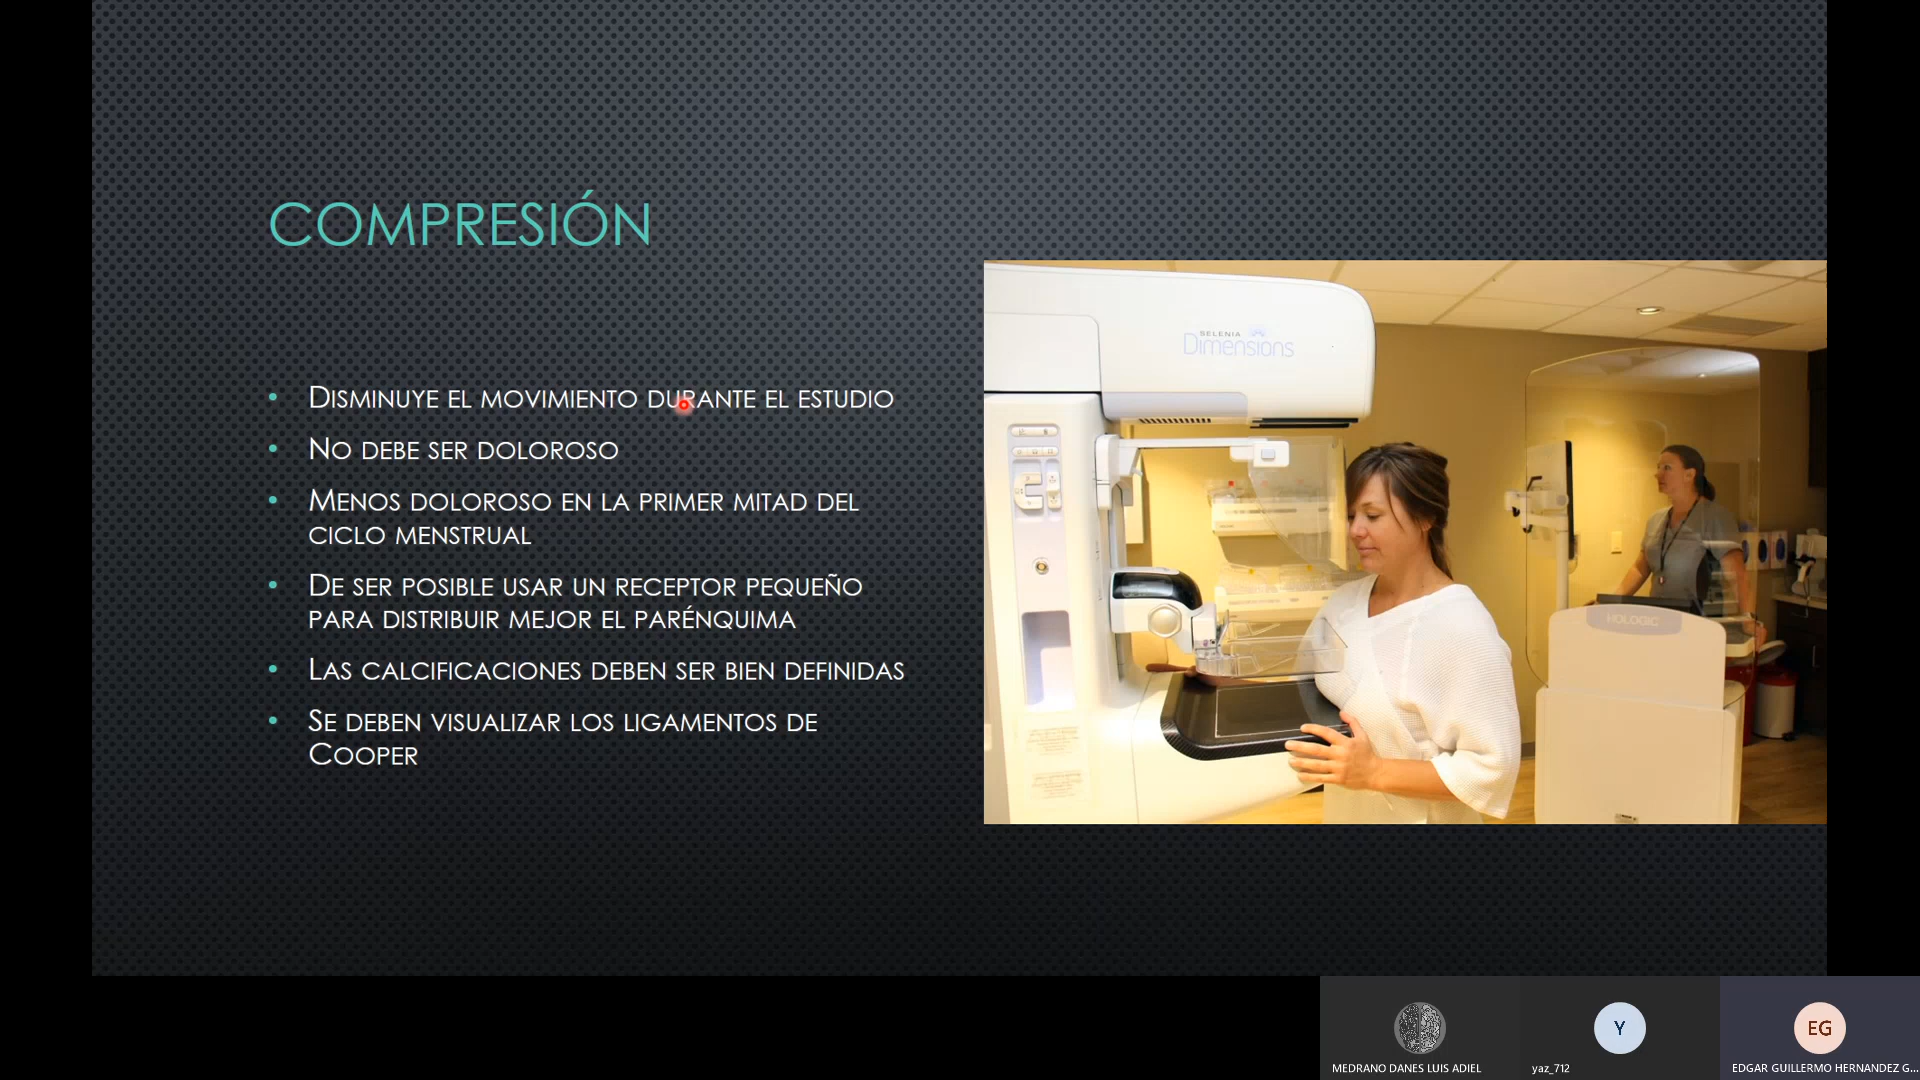 COMPRESIÓN
DISMINUYE EL MOVIMIENTO DURANTE EL ESTUDIO
NO DEBE SER DOLOROSO
MENOS DOLOROSO EN LA PRIMER MITAD DEL
CICLO MENSTRUAL
DE SER POSIBLE USAR UN RECEPTOR PEQUEÑO
PARA DISTRIBUIR MEJOR EL PARÉNQUIMA
LAS CALCIFICACIONES DEBEN SER BIEN DEFINIDAS
SE DEBEN VISUALIZAR LOS LIGAMENTOS DE
COOPER
SELENIA
Dimensions
HOLOGIC
Y
EG
MEDRANO DANES LUIS ADIEL
yaz_712
EDGAR GUILLERMO HERNANDEZ G...